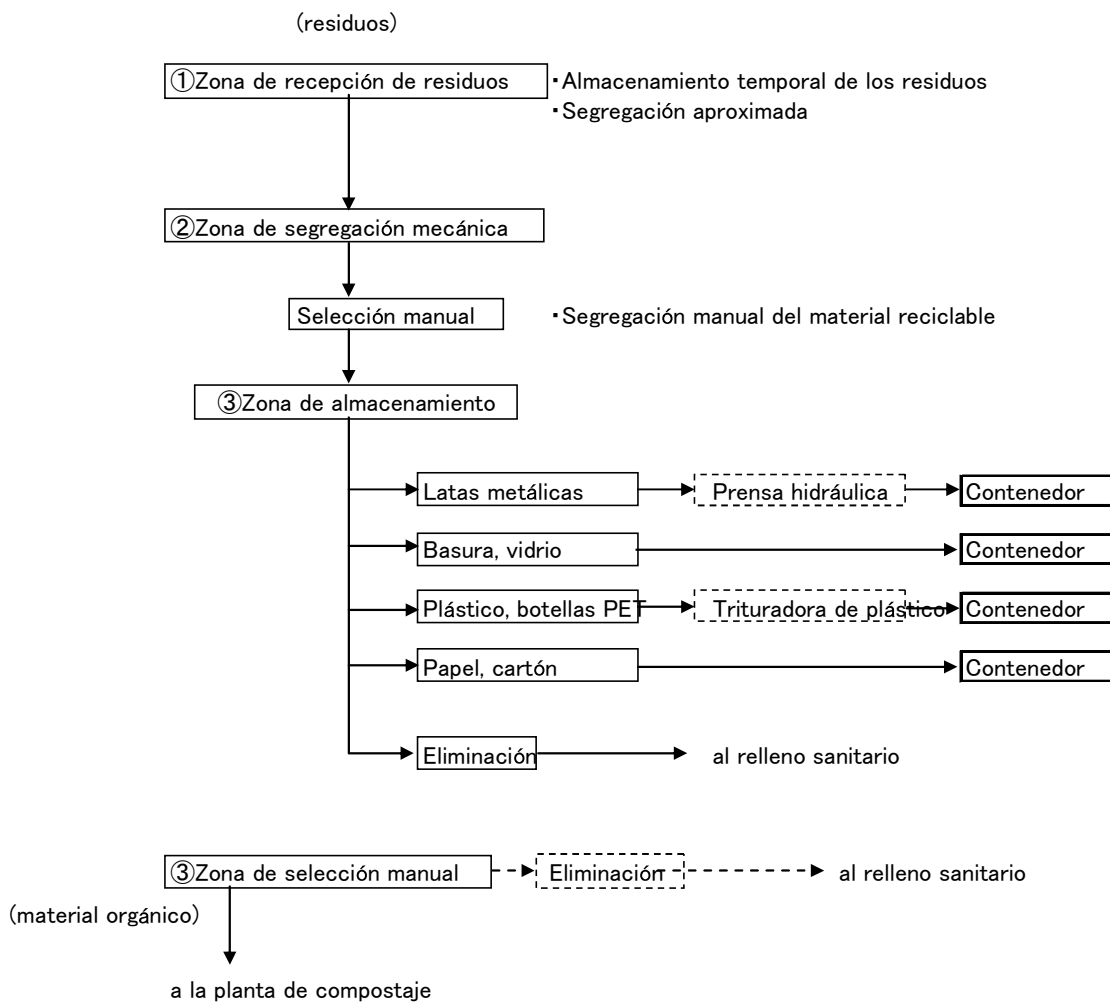 (residuos)
①Zona de recepción de residuos
・Almacenamiento temporal de los residuos
・Segregación aproximada
②Zona de segregación mecánica
Selección manual
・Segregación manual del material reciclable
③Zona de almacenamiento
Latas metálicas
Prensa hidráulica
Contenedor
Basura, vidrio
Contenedor
Plástico, botellas PET
Trituradora de plástico
Contenedor
Papel, cartón
Contenedor
Eliminación
al relleno sanitario
③Zona de selección manual
Eliminación
al relleno sanitario
(material orgánico)
a la planta de compostaje